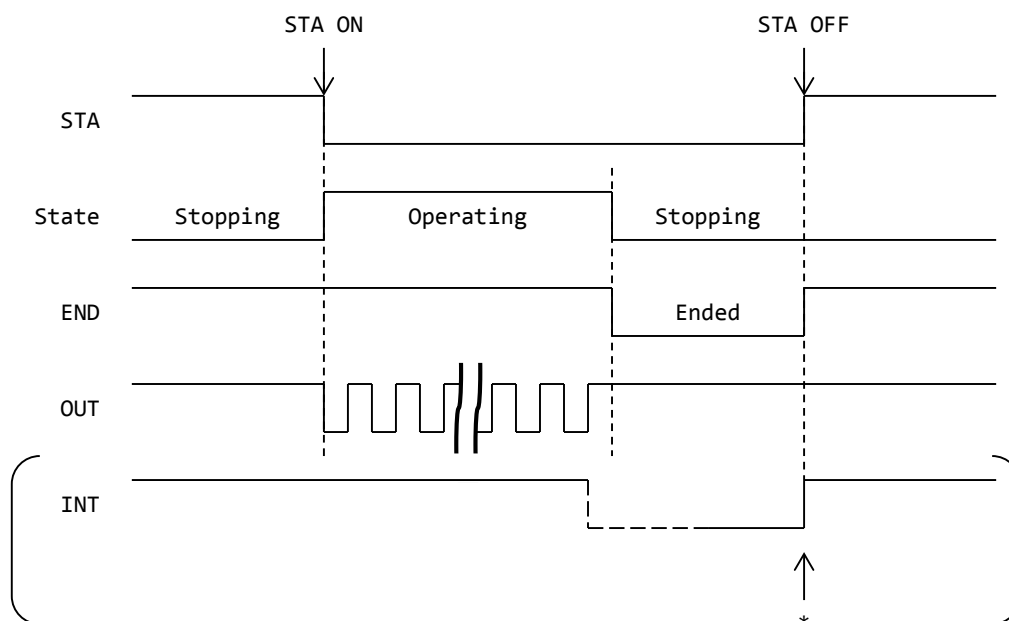 STA ON STA OFF
STA
State Stopping Operating Stopping
END Ended
OUT
INT
*